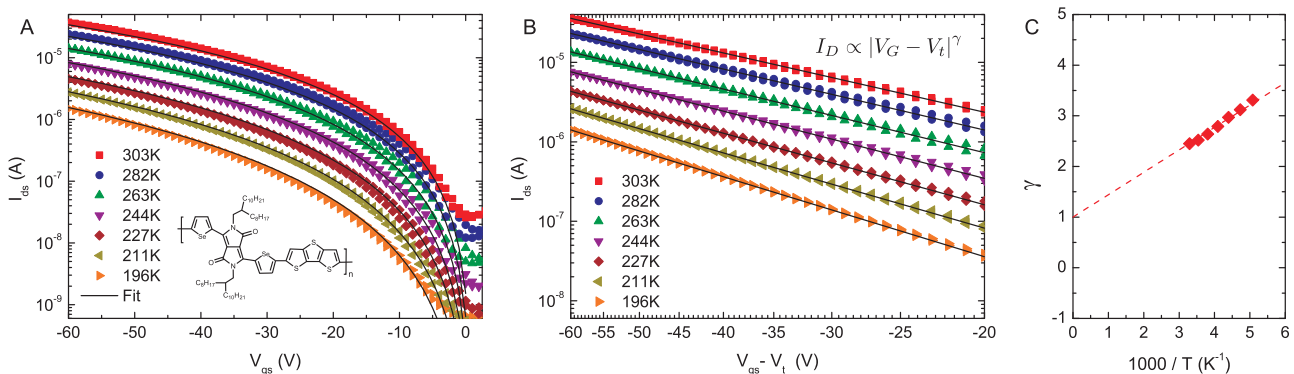 A
10⁻⁵
10⁻⁶
10⁻⁷
10⁻⁸
10⁻⁹
I_ds (A)
303K
282K
263K
244K
227K
211K
196K
Fit
C₁₀H₂₁
C₈H₁₇
Se
N
O
O
N
Se
S
S
S
n
C₈H₁₇
C₁₀H₂₁
-60 -50 -40 -30 -20 -10 0
V_gs (V)
B
I_D ∝ |V_G − V_t|^γ
10⁻⁵
10⁻⁶
10⁻⁷
10⁻⁸
I_ds (A)
303K
282K
263K
244K
227K
211K
196K
-60 -55 -50 -45 -40 -35 -30 -25 -20
V_gs - V_t (V)
C
5
4
3
2
1
0
-1
γ
0 1 2 3 4 5 6
1000 / T (K⁻¹)